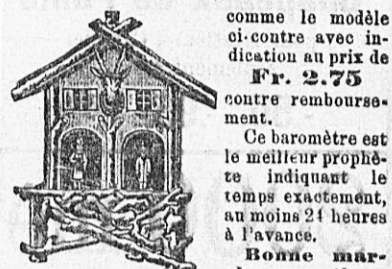 comme le modèle
ci-contre avec in-
dication au prix de
Fr. 2.75
contre rembourse-
ment.
Ce baromètre est
le meilleur prophè-
te indiquant le
temps exactement,
au moins 24 heures
à l'avance.
Bonne mar-